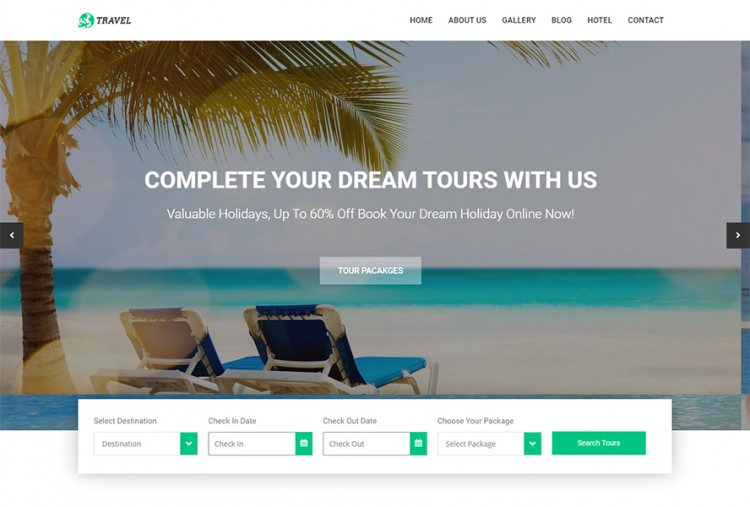 TRAVEL
HOME ABOUT US GALLERY BLOG HOTEL CONTACT
COMPLETE YOUR DREAM TOURS WITH US
Valuable Holidays, Up To 60% Off Book Your Dream Holiday Online Now!
TOUR PACAKGES
Select Destination Check In Date Check Out Date Choose Your Package
Destination Check In Check Out Select Package Search Tours